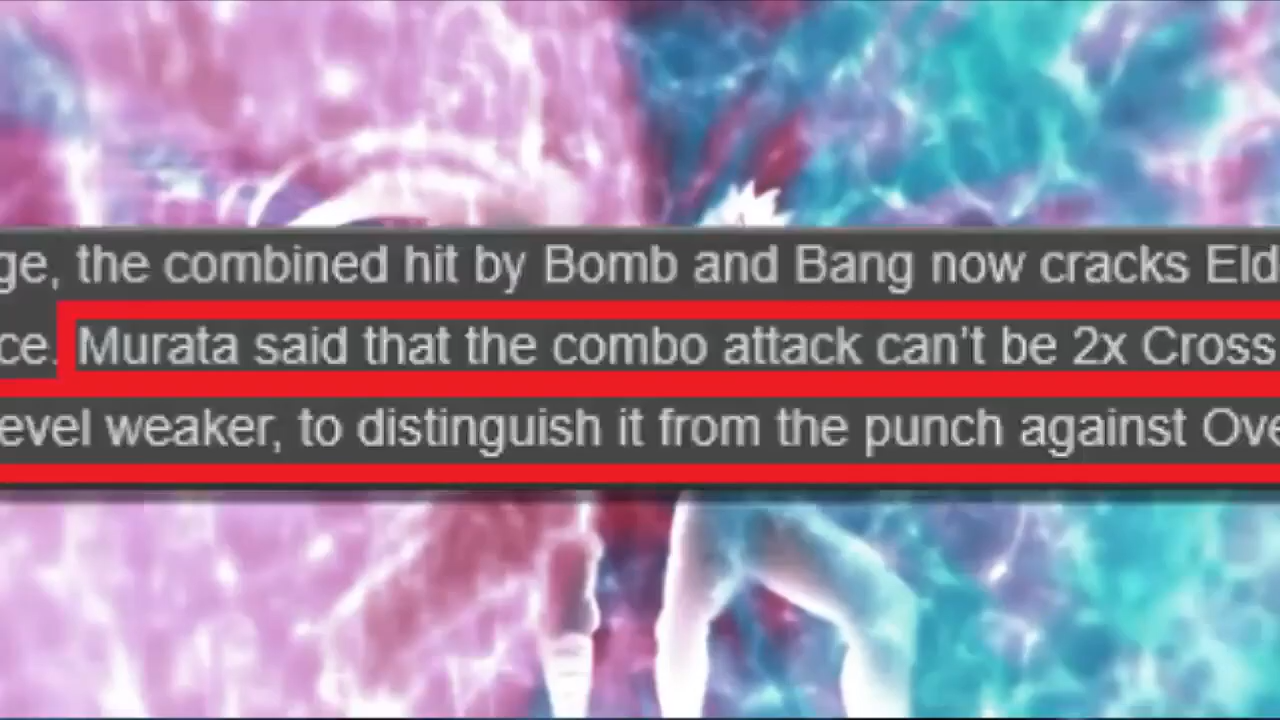 ge, the combined hit by Bomb and Bang now cracks Eld
ce. Murata said that the combo attack can't be 2x Cross
evel weaker, to distinguish it from the punch against Ove